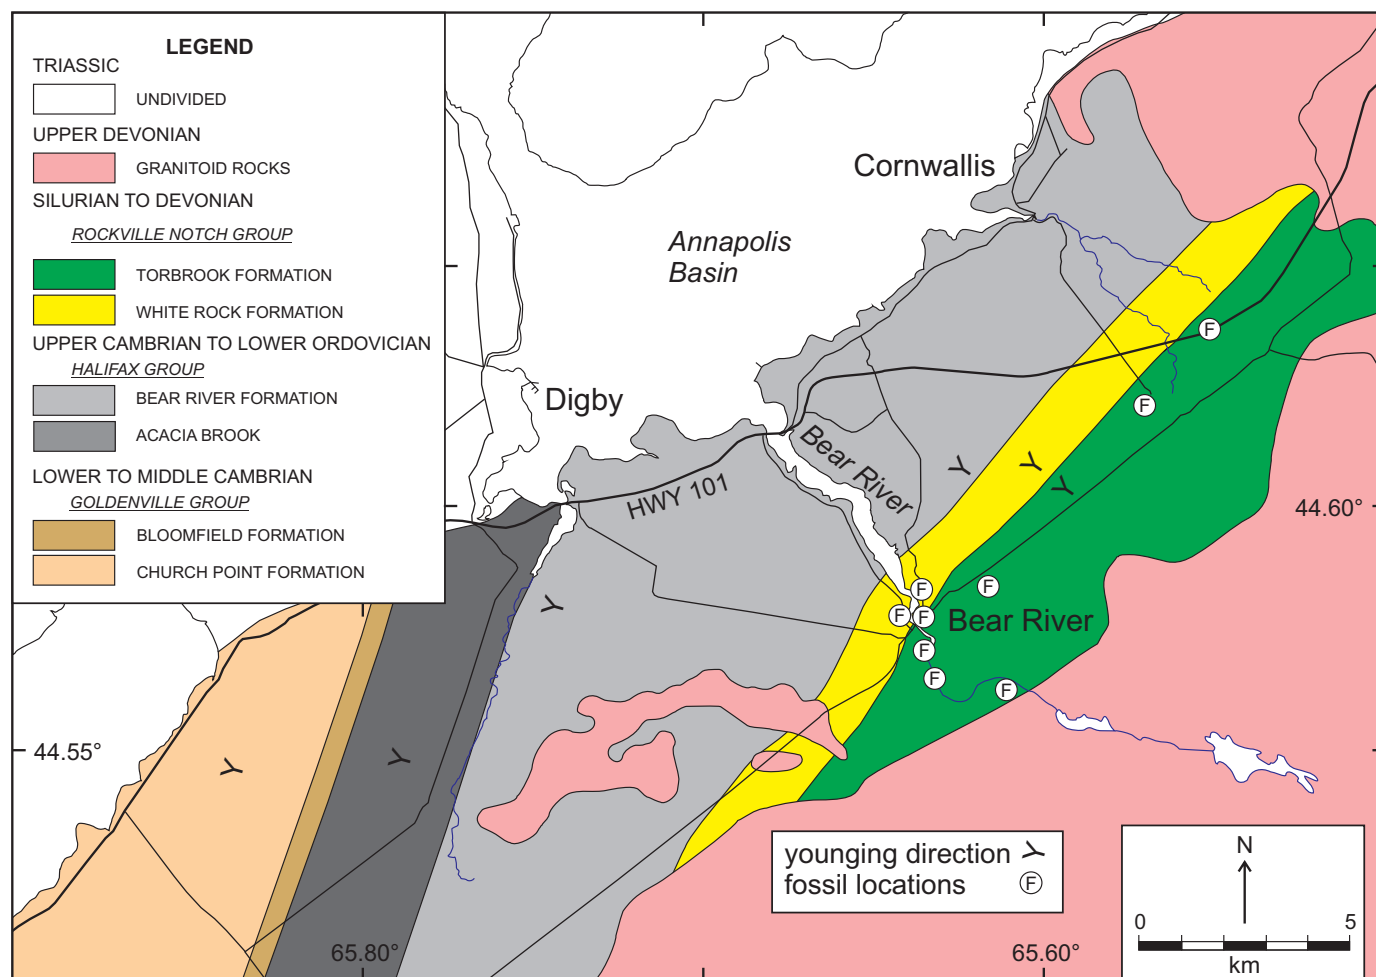 LEGEND
TRIASSIC
UNDIVIDED
UPPER DEVONIAN
GRANITOID ROCKS
SILURIAN TO DEVONIAN
ROCKVILLE NOTCH GROUP
TORBROOK FORMATION
WHITE ROCK FORMATION
UPPER CAMBRIAN TO LOWER ORDOVICIAN
HALIFAX GROUP
BEAR RIVER FORMATION
ACACIA BROOK
LOWER TO MIDDLE CAMBRIAN
GOLDENVILLE GROUP
BLOOMFIELD FORMATION
CHURCH POINT FORMATION
Cornwallis
Annapolis
Basin
Digby
Bear River
HWY 101
44.60°
Bear River
44.55°
65.80°
65.60°
F
F
F
F
F
F
F
F
F
Y
Y
Y
Y
Y
Y
younging direction Y
fossil locations F
N
0 5
km